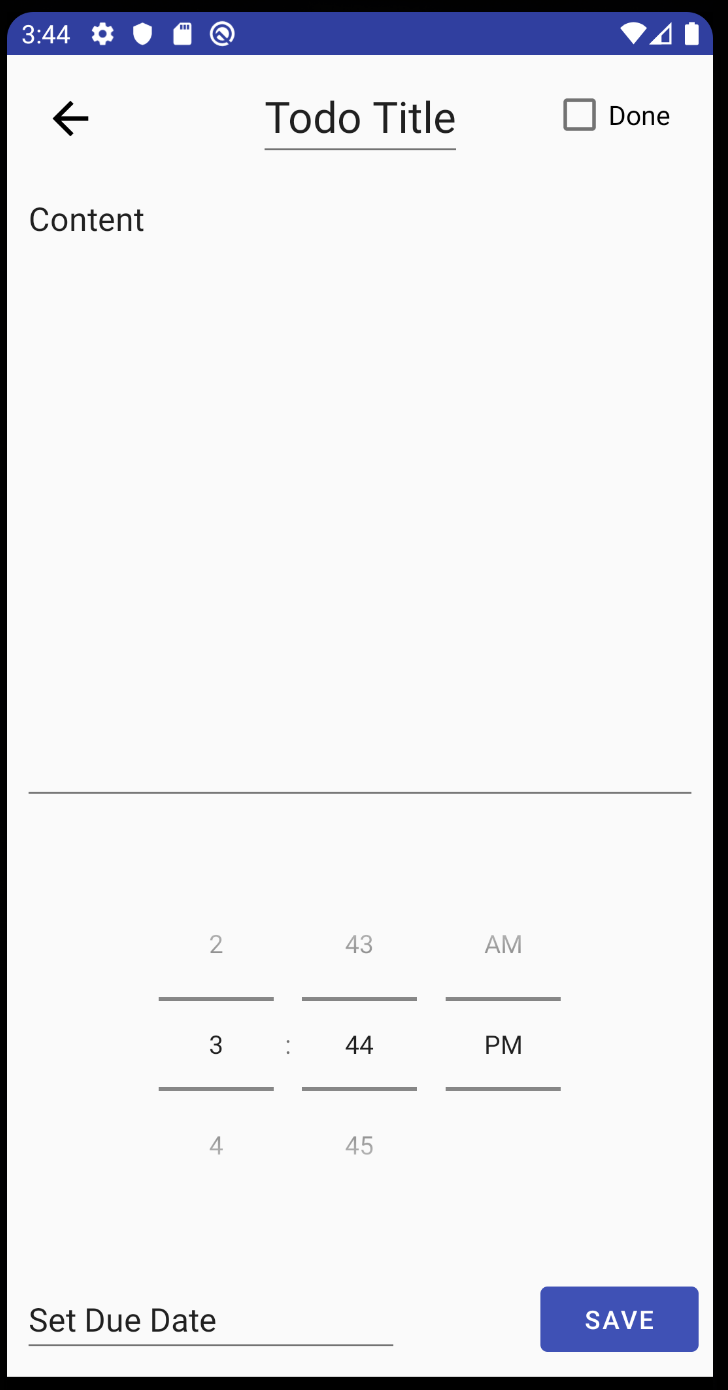 3:44
Todo Title Done
Content
2 43 AM
3 : 44 PM
4 45
Set Due Date SAVE